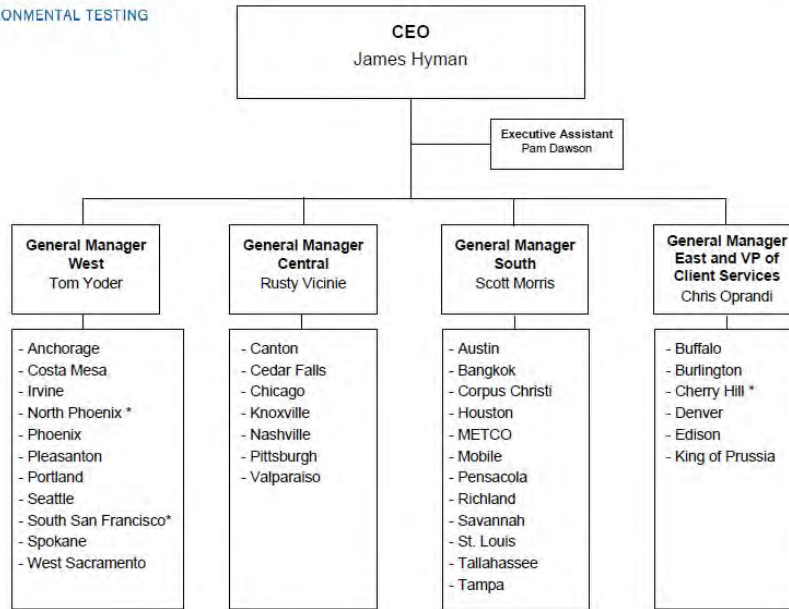 ONMENTAL TESTING
CEO
James Hyman
Executive Assistant
Pam Dawson
General Manager
West
Tom Yoder
- Anchorage
- Costa Mesa
- Irvine
- North Phoenix *
- Phoenix
- Pleasanton
- Portland
- Seattle
- South San Francisco*
- Spokane
- West Sacramento
General Manager
Central
Rusty Vicinie
- Canton
- Cedar Falls
- Chicago
- Knoxville
- Nashville
- Pittsburgh
- Valparaiso
General Manager
South
Scott Morris
- Austin
- Bangkok
- Corpus Christi
- Houston
- METCO
- Mobile
- Pensacola
- Richland
- Savannah
- St. Louis
- Tallahassee
- Tampa
General Manager
East and VP of
Client Services
Chris Oprandi
- Buffalo
- Burlington
- Cherry Hill *
- Denver
- Edison
- King of Prussia